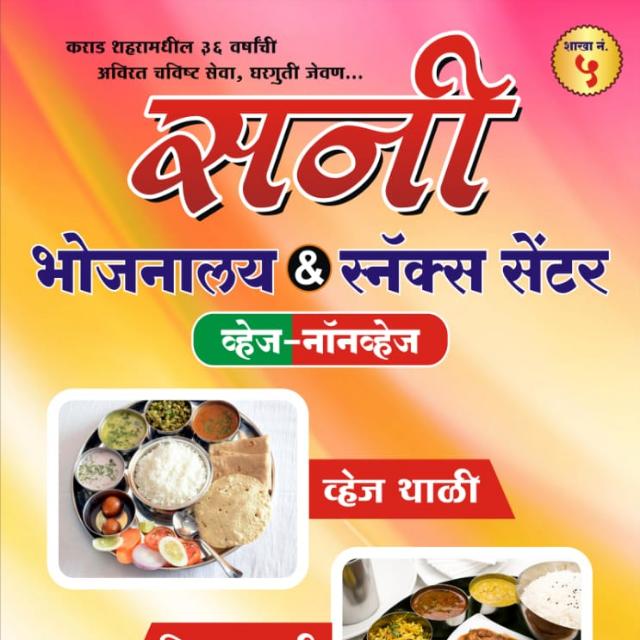 कराड शहरामधील ३६ वर्षांची
अविरत चविष्ट सेवा, घरगुती जेवण...
शाखा नं.
५
सनी
भोजनालय & स्नॅक्स सेंटर
व्हेज-नॉनव्हेज
व्हेज थाळी